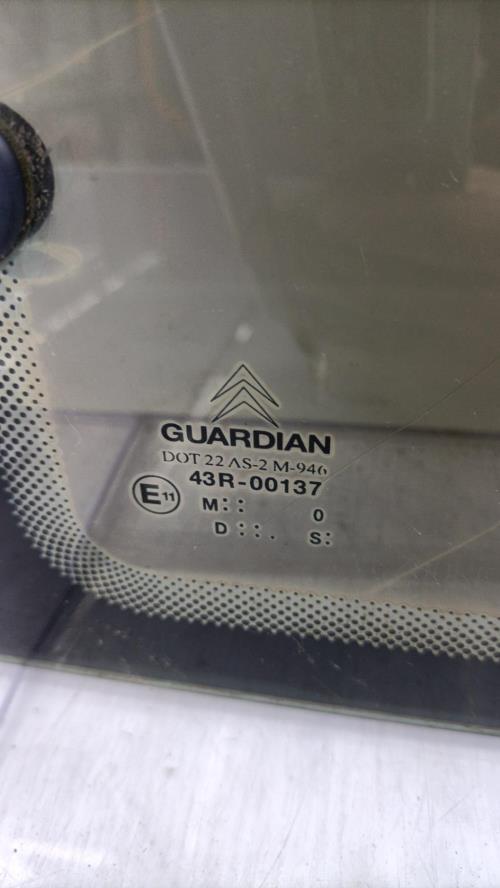 GUARDIAN
DOT 22 AS-2 M-946
43R-00137
E11
M:: 0
D ::. S: